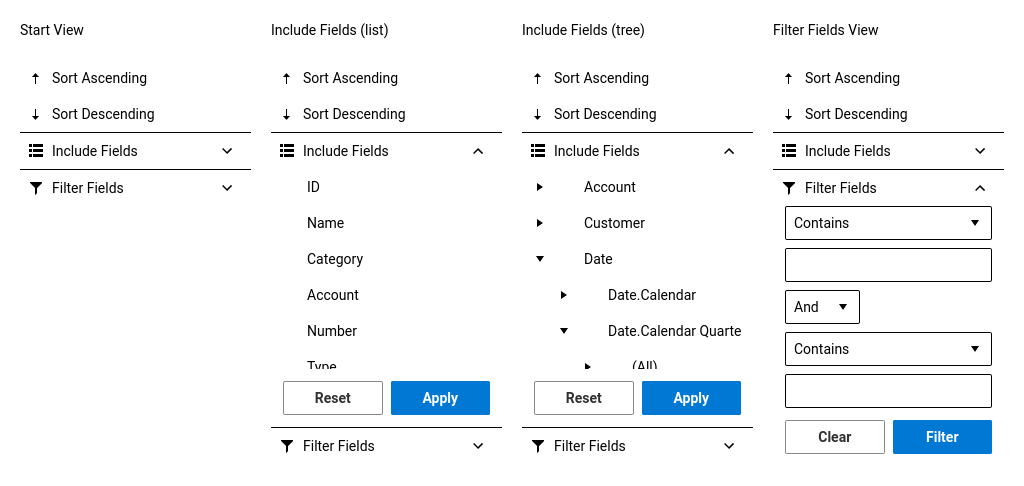 Start View
Sort Ascending
Sort Descending
Include Fields
Filter Fields
Include Fields (list)
Sort Ascending
Sort Descending
Include Fields
ID
Name
Category
Account
Number
Type
Reset
Apply
Filter Fields
Include Fields (tree)
Sort Ascending
Sort Descending
Include Fields
Account
Customer
Date
Date.Calendar
Date.Calendar Quarte
(All)
Reset
Apply
Filter Fields
Filter Fields View
Sort Ascending
Sort Descending
Include Fields
Filter Fields
Contains
And
Contains
Clear
Filter